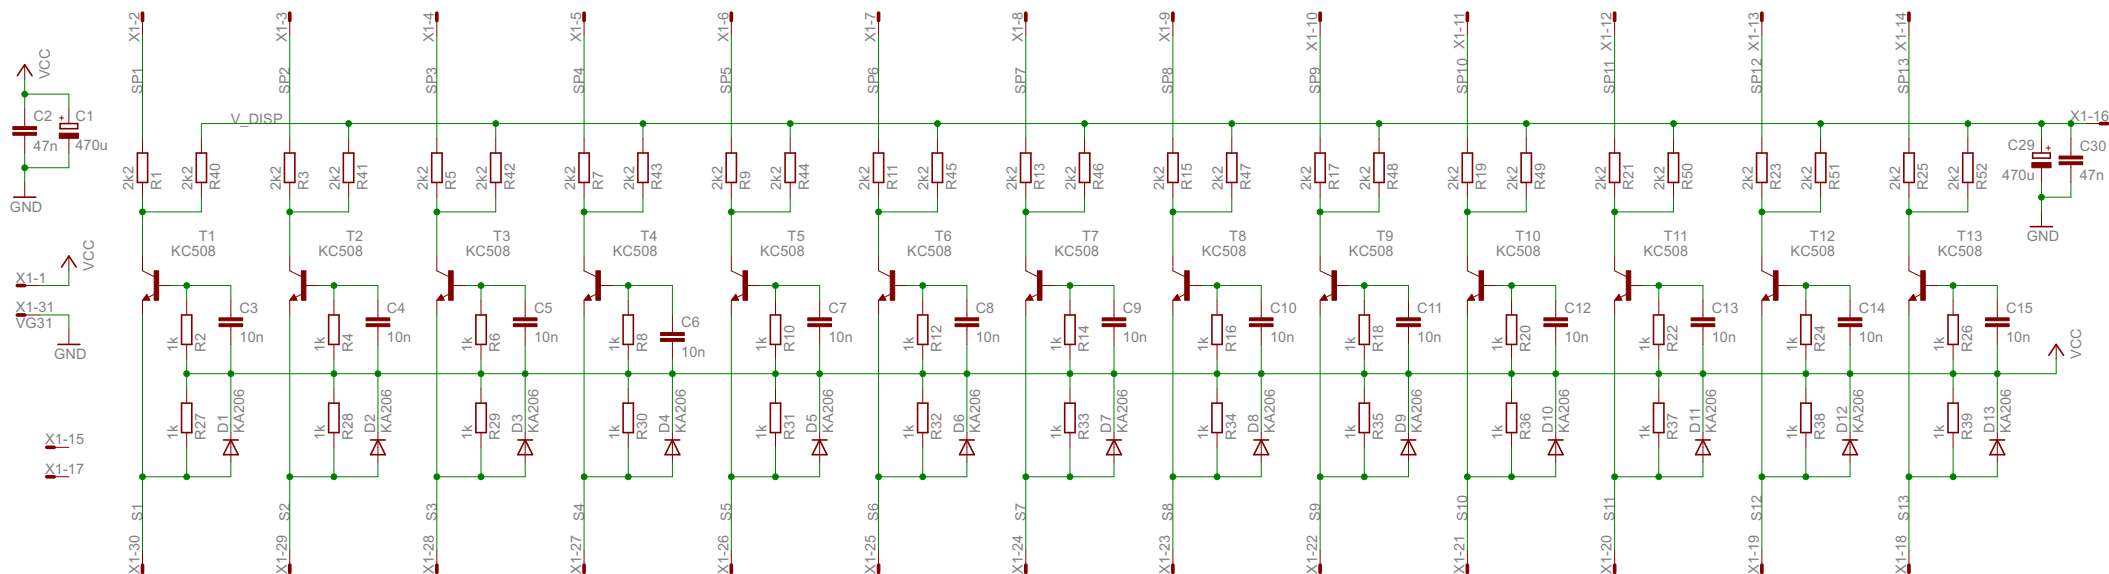 X1-2 X1-3 X1-4 X1-5 X1-6 X1-7 X1-8 X1-9 X1-10 X1-11 X1-12 X1-13 X1-14
VCC
SP1 SP2 SP3 SP4 SP5 SP6 SP7 SP8 SP9 SP10 SP11 SP12 SP13
C2 + C1
47n 470u
V_DISP
X1-16
2k2 R1 2k2 R40 2k2 R3 2k2 R41 2k2 R5 2k2 R42 2k2 R7 2k2 R43 2k2 R9 2k2 R44 2k2 R11 2k2 R45 2k2 R13 2k2 R46 2k2 R15 2k2 R47 2k2 R17 2k2 R48 2k2 R19 2k2 R49 2k2 R21 2k2 R50 2k2 R23 2k2 R51 2k2 R25 2k2 R52
C29 + C30
470u 47n
GND
GND
T1 T2 T3 T4 T5 T6 T7 T8 T9 T10 T11 T12 T13
KC508 KC508 KC508 KC508 KC508 KC508 KC508 KC508 KC508 KC508 KC508 KC508 KC508
VCC
X1-1
X1-31
VG31
GND
C3 C4 C5 C6 C7 C8 C9 C10 C11 C12 C13 C14 C15
10n 10n 10n 10n 10n 10n 10n 10n 10n 10n 10n 10n 10n
1k R2 1k R4 1k R6 1k R8 1k R10 1k R12 1k R14 1k R16 1k R18 1k R20 1k R22 1k R24 1k R26
VCC
1k R27 D1 KA206 1k R28 D2 KA206 1k R29 D3 KA206 1k R30 D4 KA206 1k R31 D5 KA206 1k R32 D6 KA206 1k R33 D7 KA206 1k R34 D8 KA206 1k R35 D9 KA206 1k R36 D10 KA206 1k R37 D11 KA206 1k R38 D12 KA206 1k R39 D13 KA206
X1-15
X1-17
S1 S2 S3 S4 S5 S6 S7 S8 S9 S10 S11 S12 S13
X1-30 X1-29 X1-28 X1-27 X1-26 X1-25 X1-24 X1-23 X1-22 X1-21 X1-20 X1-19 X1-18